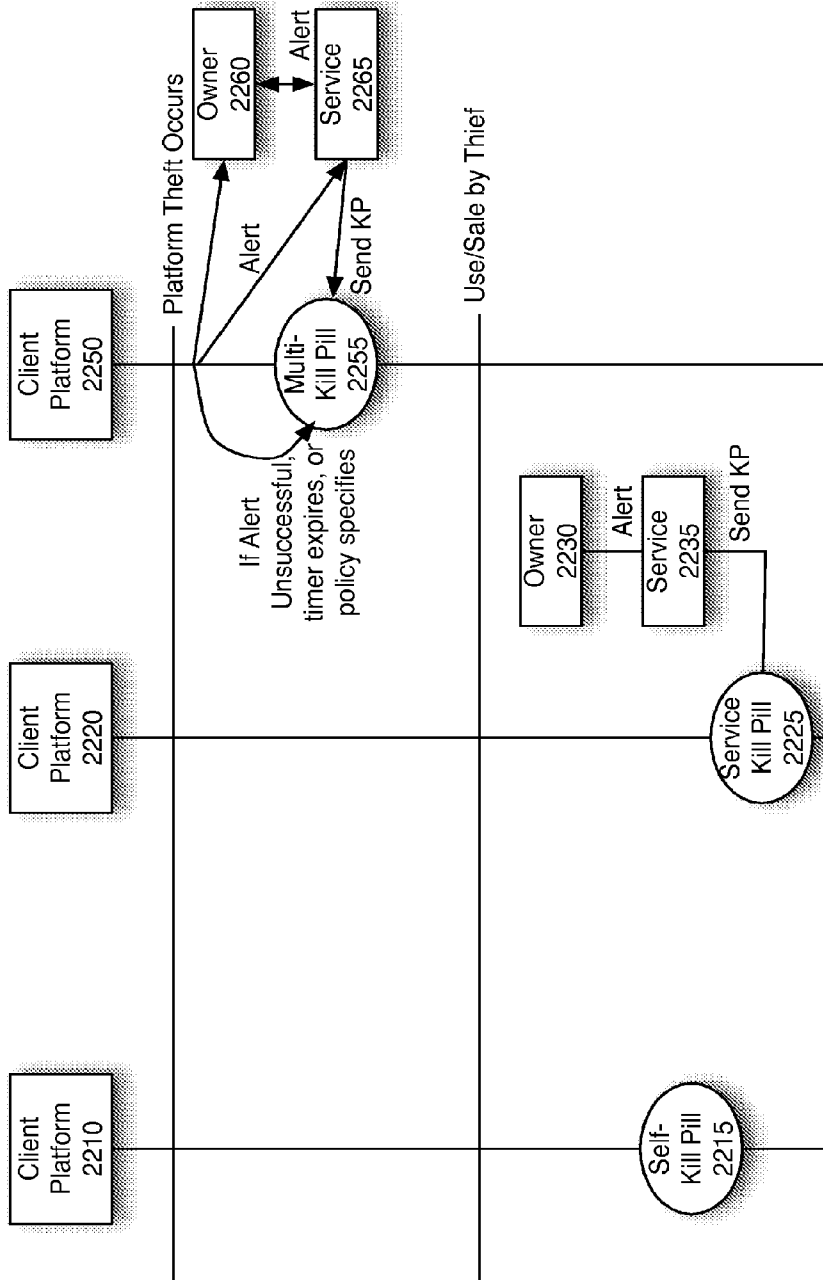 Client
Platform
2210
Client
Platform
2220
Client
Platform
2250
Platform Theft Occurs
Owner
2260
Alert
Service
2265
Alert
Send KP
Multi-
Kill Pill
2255
If Alert
Unsuccessful,
timer expires, or
policy specifies
Use/Sale by Thief
Owner
2230
Alert
Service
2235
Send KP
Self-
Kill Pill
2215
Service
Kill Pill
2225